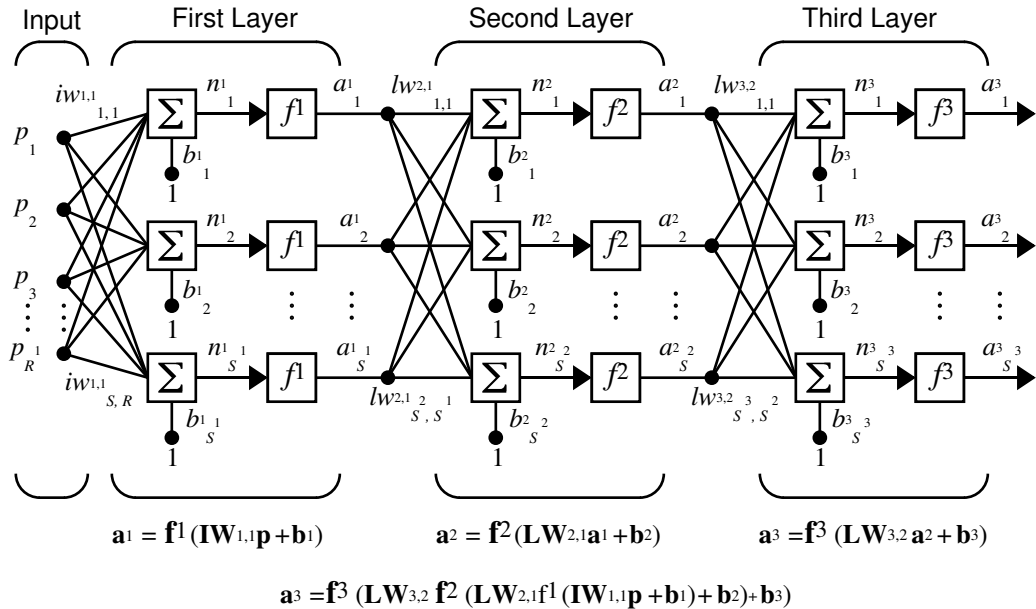 Input First Layer Second Layer Third Layer
iw1,1 1,1 n1 1 a1 1 lw2,1 1,1 n2 1 a2 1 lw3,2 1,1 n3 1 a3 1
p1 Σ f1 Σ f2 Σ f3
b1 1 b2 1 b3 1
1 1 1
p2 n1 2 a1 2 n2 2 a2 2 n3 2 a3 2
Σ f1 Σ f2 Σ f3
p3 b1 2 b2 2 b3 2
1 1 1
pR1 n1 S1 a1 S1 n2 S2 a2 S2 n3 S3 a3 S3
iw1,1 S, R Σ f1 lw2,1 S2, S1 Σ f2 lw3,2 S3, S2 Σ f3
b1 S1 b2 S2 b3 S3
1 1 1
a1 = f1 (IW1,1p +b1) a2 = f2 (LW2,1a1 +b2) a3 =f3 (LW3,2 a2 +b3)
a3 =f3 (LW3,2 f2 (LW2,1f1 (IW1,1p +b1)+ b2)+ b3)